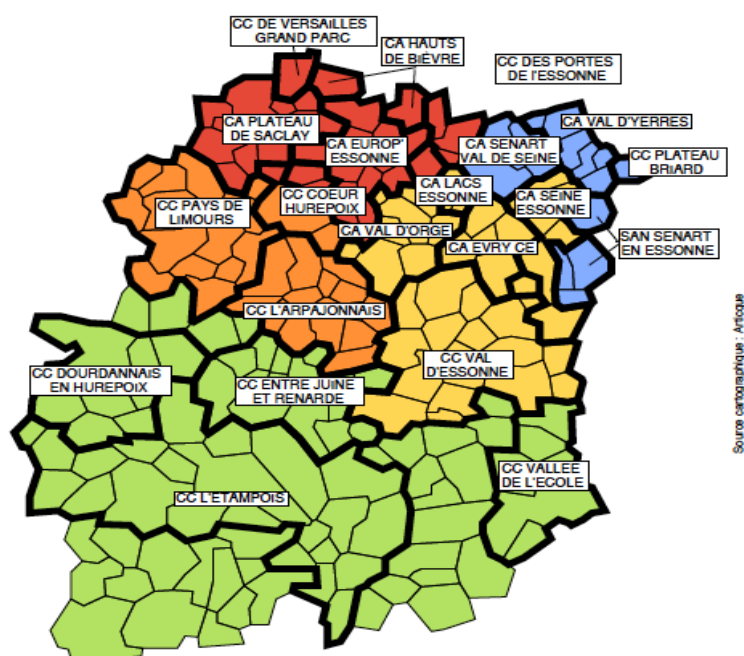 CC DE VERSAILLES
GRAND PARC
CA HAUTS
DE BIÈVRE
CC DES PORTES
DE l'ESSONNE
CA PLATEAU
DE SACLAY
CA EUROP'
ESSONNE
CA SENART
VAL DE SEINE
CA VAL D'YERRES
CC PLATEAU
BRIARD
CC PAYS DE
LIMOURS
CC COEUR
HUREPOIX
CA LACS
ESSONNE
CA SEINE
ESSONNE
CA VAL D'ORGE
CA EVRY CE
SAN SENART
EN ESSONNE
CC L'ARPAJONNAIS
CC DOURDANNAIS
EN HUREPOIX
CC ENTRE JUINE
ET RENARDE
CC VAL
D'ESSONNE
CC VALLEE
DE L'ECOLE
CC L'ETAMPOIS
Source cartographique : Articque